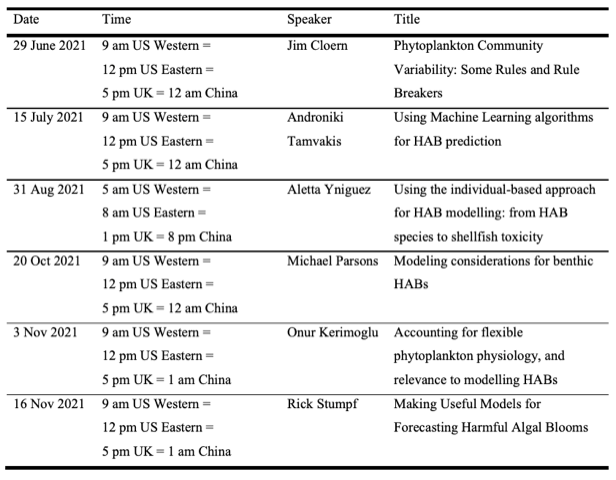 Date Time Speaker Title
29 June 2021 9 am US Western = Jim Cloern Phytoplankton Community
12 pm US Eastern = Variability: Some Rules and Rule
5 pm UK = 12 am China Breakers
15 July 2021 9 am US Western = Androniki Using Machine Learning algorithms
12 pm US Eastern = Tamvakis for HAB prediction
5 pm UK = 12 am China
31 Aug 2021 5 am US Western = Aletta Yniguez Using the individual-based approach
8 am US Eastern = for HAB modelling: from HAB
1 pm UK = 8 pm China species to shellfish toxicity
20 Oct 2021 9 am US Western = Michael Parsons Modeling considerations for benthic
12 pm US Eastern = HABs
5 pm UK = 12 am China
3 Nov 2021 9 am US Western = Onur Kerimoglu Accounting for flexible
12 pm US Eastern = phytoplankton physiology, and
5 pm UK = 1 am China relevance to modelling HABs
16 Nov 2021 9 am US Western = Rick Stumpf Making Useful Models for
12 pm US Eastern = Forecasting Harmful Algal Blooms
5 pm UK = 1 am China